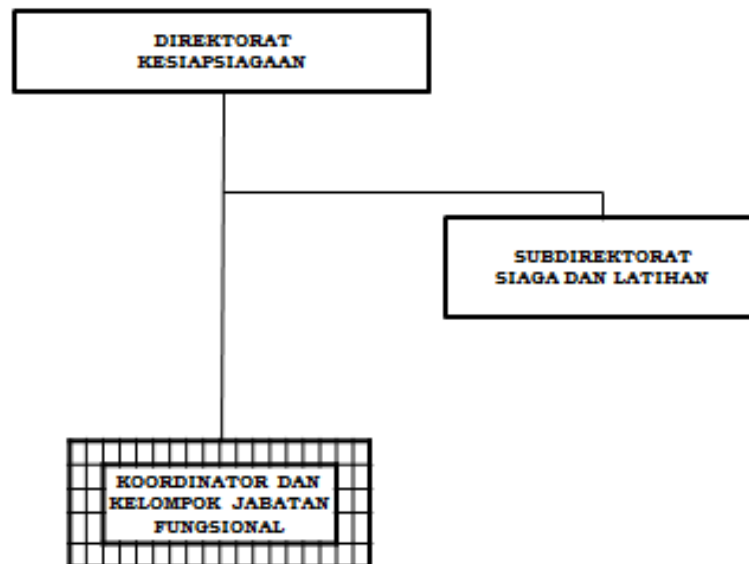 DIREKTORAT
KESIAPSIAGAAN
SUBDIREKTORAT
SIAGA DAN LATIHAN
KOORDINATOR DAN
KELOMPOK JABATAN
FUNGSIONAL